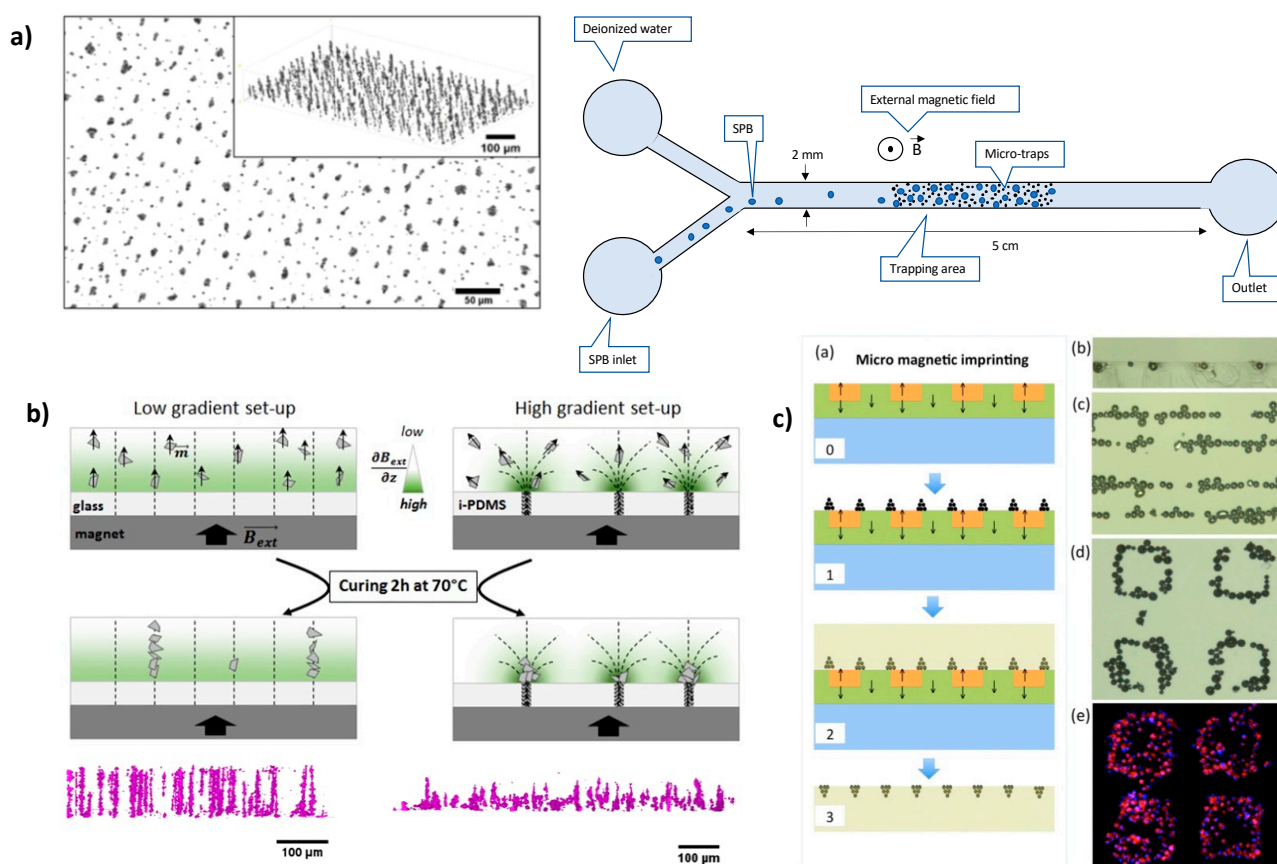 a)
100 µm
50 µm
Deionized water
SPB
External magnetic field
B
Micro-traps
2 mm
5 cm
Trapping area
Outlet
SPB inlet
b)
Low gradient set-up
High gradient set-up
m
low
∂B_ext
∂z
high
glass
i-PDMS
magnet
B_ext
Curing 2h at 70°C
100 µm
100 µm
c)
(a)
Micro magnetic imprinting
0
1
2
3
(b)
(c)
(d)
(e)